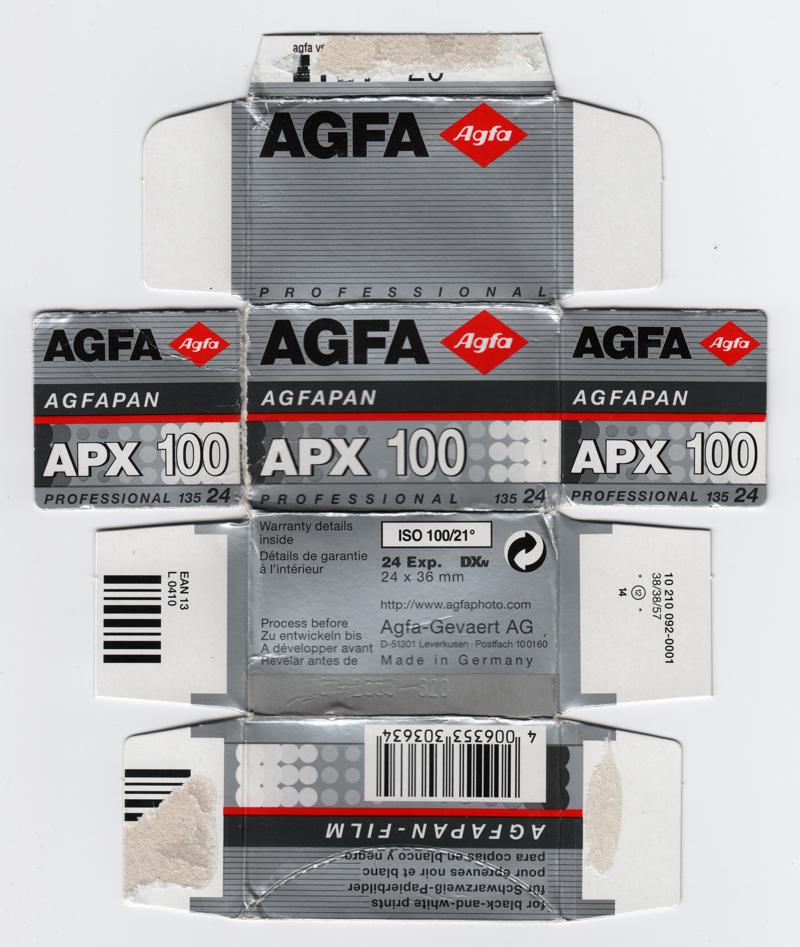 agfa
AGFA Agfa
PROFESSIONAL
AGFA Agfa
AGFAPAN
APX 100
PROFESSIONAL 135 24
AGFA Agfa
AGFAPAN
APX 100
PROFESSIONAL 135 24
AGFA Agfa
AGFAPAN
APX 100
PROFESSIONAL 135 24
EAN 13
L 0410
Warranty details
inside
Détails de garantie
à l'intérieur
ISO 100/21°
24 Exp. DXN
24 x 36 mm
http://www.agfaphoto.com
Process before
Zu entwickeln bis
A développer avant
Revelar antes de
Agfa-Gevaert AG
D-51301 Leverkusen · Postfach 100160
Made in Germany
10 210 092-0001
38/38/57
12
14
4 006353 303634
AGFAPAN-FILM
for black-and-white prints
für Schwarzweiß-Papierbilder
pour épreuves noir et blanc
para copias en blanco y negro